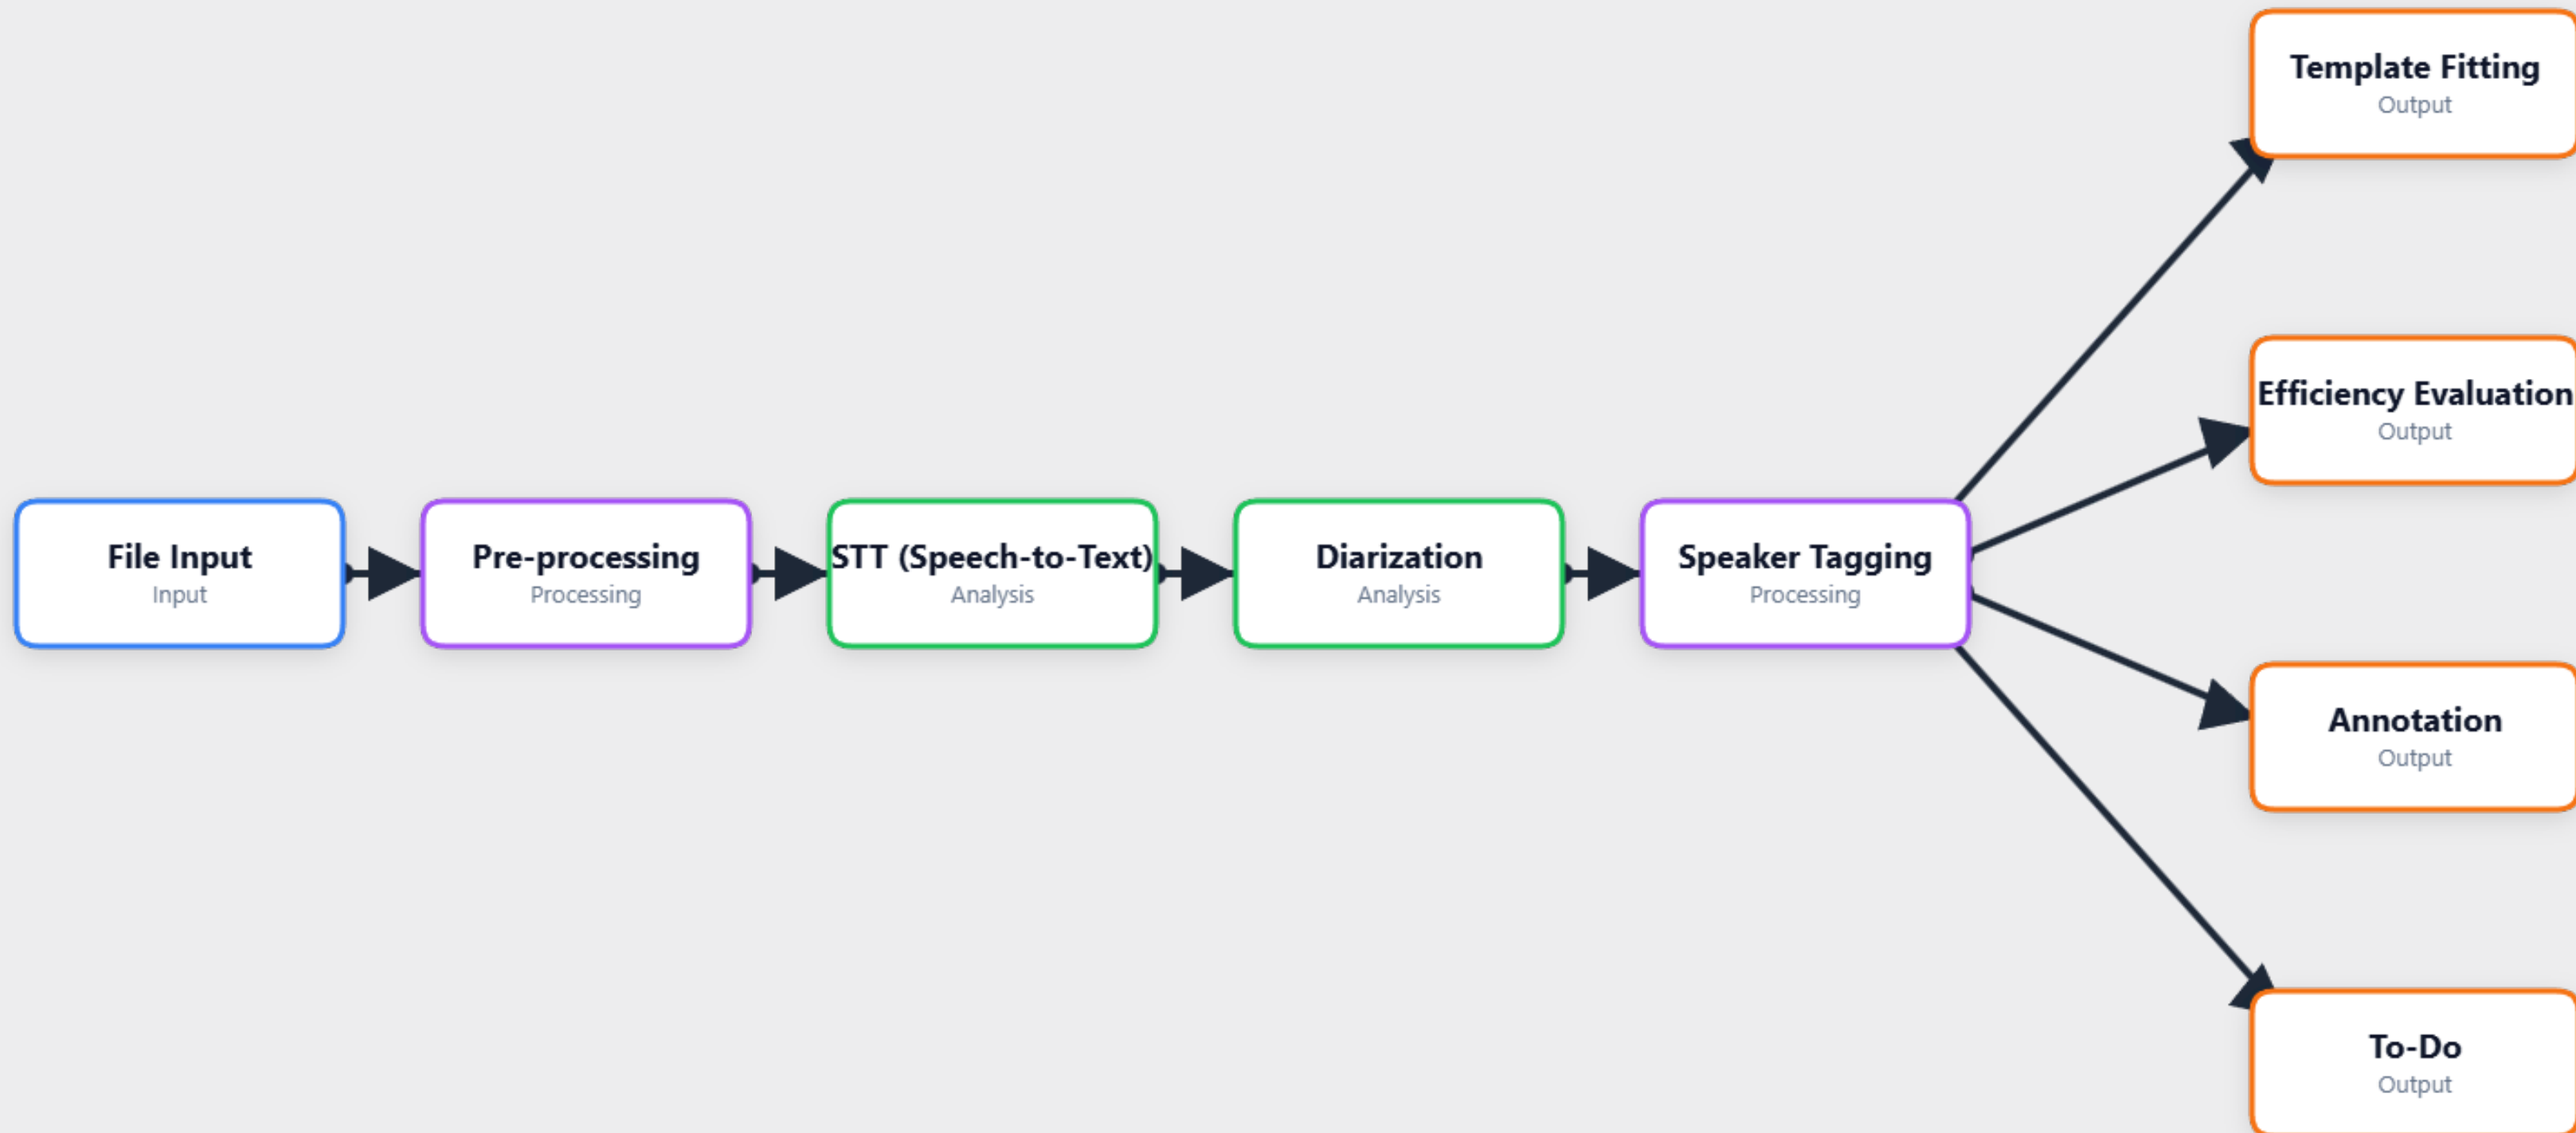 File Input
Input
Pre-processing
Processing
STT (Speech-to-Text)
Analysis
Diarization
Analysis
Speaker Tagging
Processing
Template Fitting
Output
Efficiency Evaluation
Output
Annotation
Output
To-Do
Output